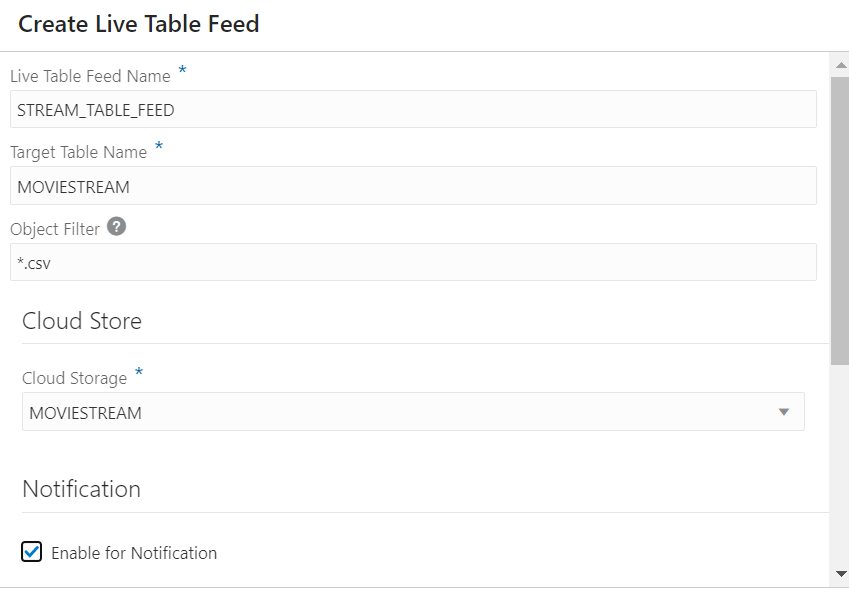 Create Live Table Feed
Live Table Feed Name *
STREAM_TABLE_FEED
Target Table Name *
MOVIESTREAM
Object Filter ?
*.csv
Cloud Store
Cloud Storage *
MOVIESTREAM
Notification
Enable for Notification